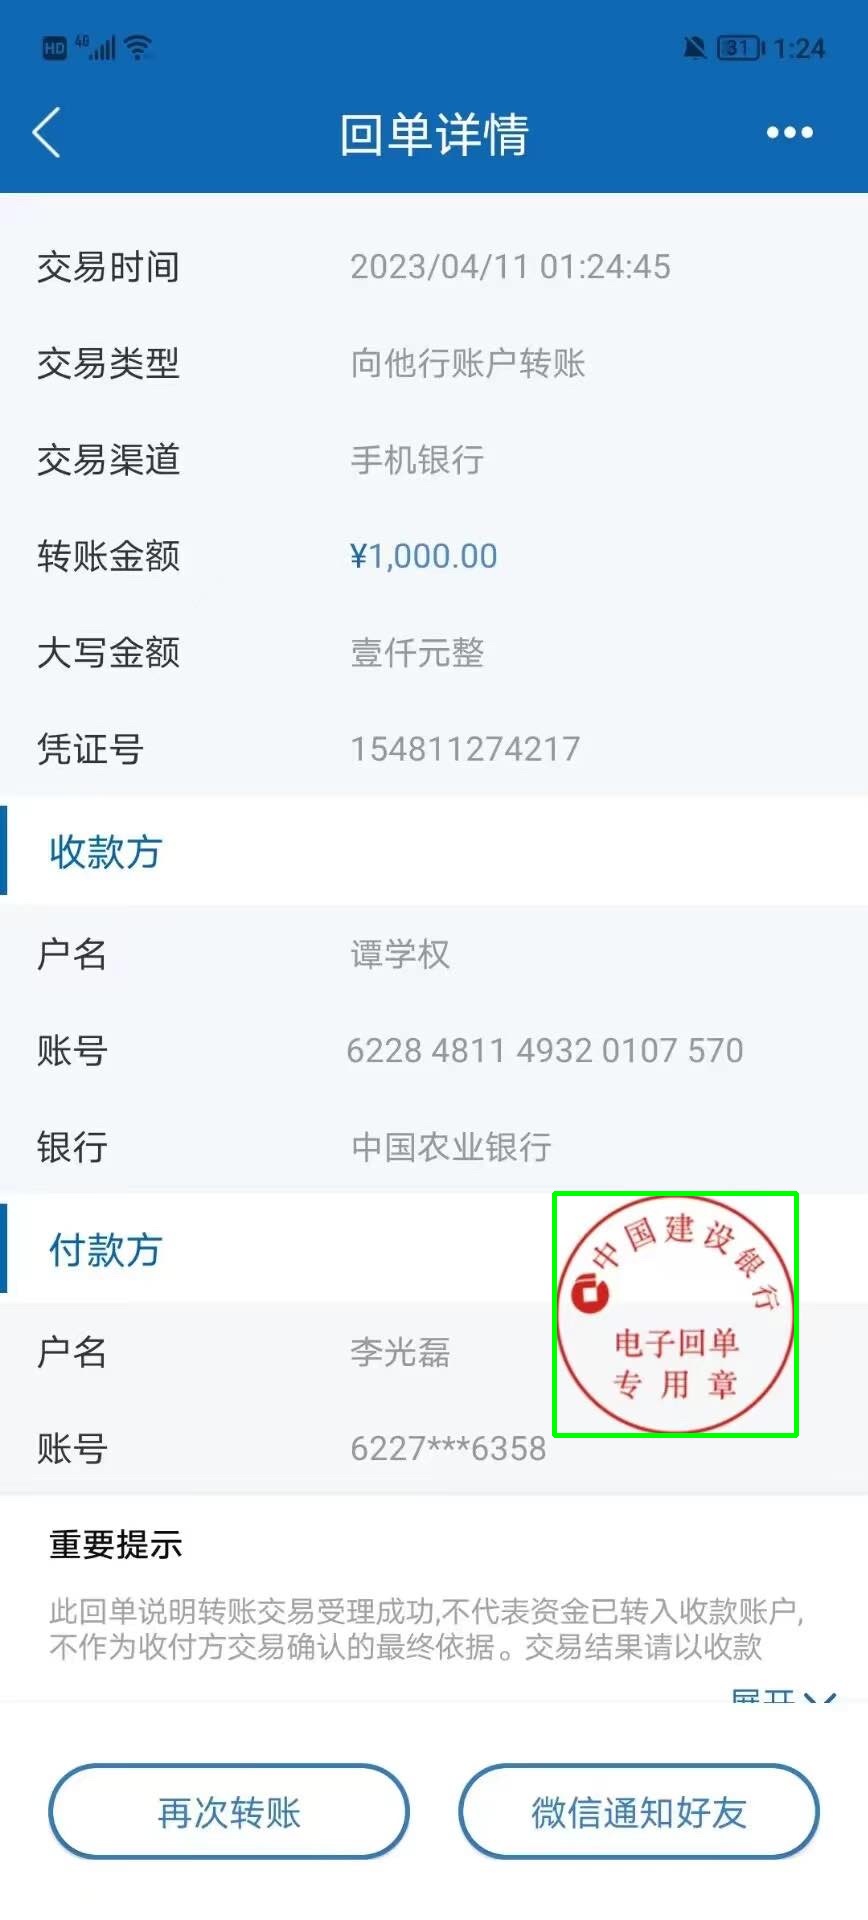 HD 4G 31 1:24
回单详情
交易时间 2023/04/11 01:24:45
交易类型 向他行账户转账
交易渠道 手机银行
转账金额 ¥1,000.00
大写金额 壹仟元整
凭证号 154811274217
收款方
户名 谭学权
账号 6228 4811 4932 0107 570
银行 中国农业银行
付款方
中国建设银行
电子回单
专用章
户名 李光磊
账号 6227***6358
重要提示
此回单说明转账交易受理成功,不代表资金已转入收款账户,
不作为收付方交易确认的最终依据。交易结果请以收款
展开
再次转账 微信通知好友